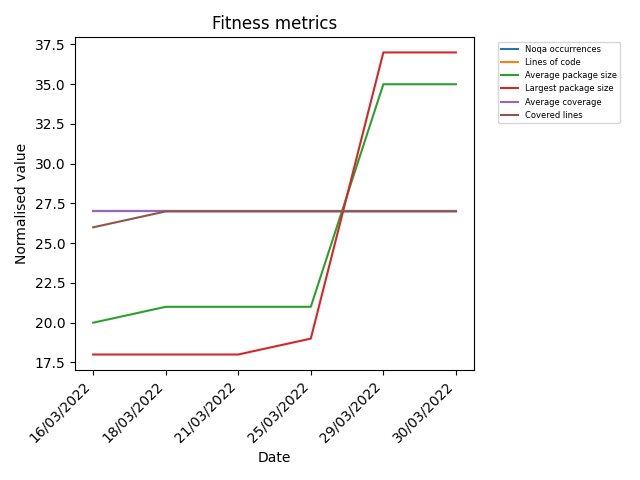 Fitness metrics
Normalised value
37.5
35.0
32.5
30.0
27.5
25.0
22.5
20.0
17.5
16/03/2022
18/03/2022
21/03/2022
25/03/2022
29/03/2022
30/03/2022
Date
Noqa occurrences
Lines of code
Average package size
Largest package size
Average coverage
Covered lines